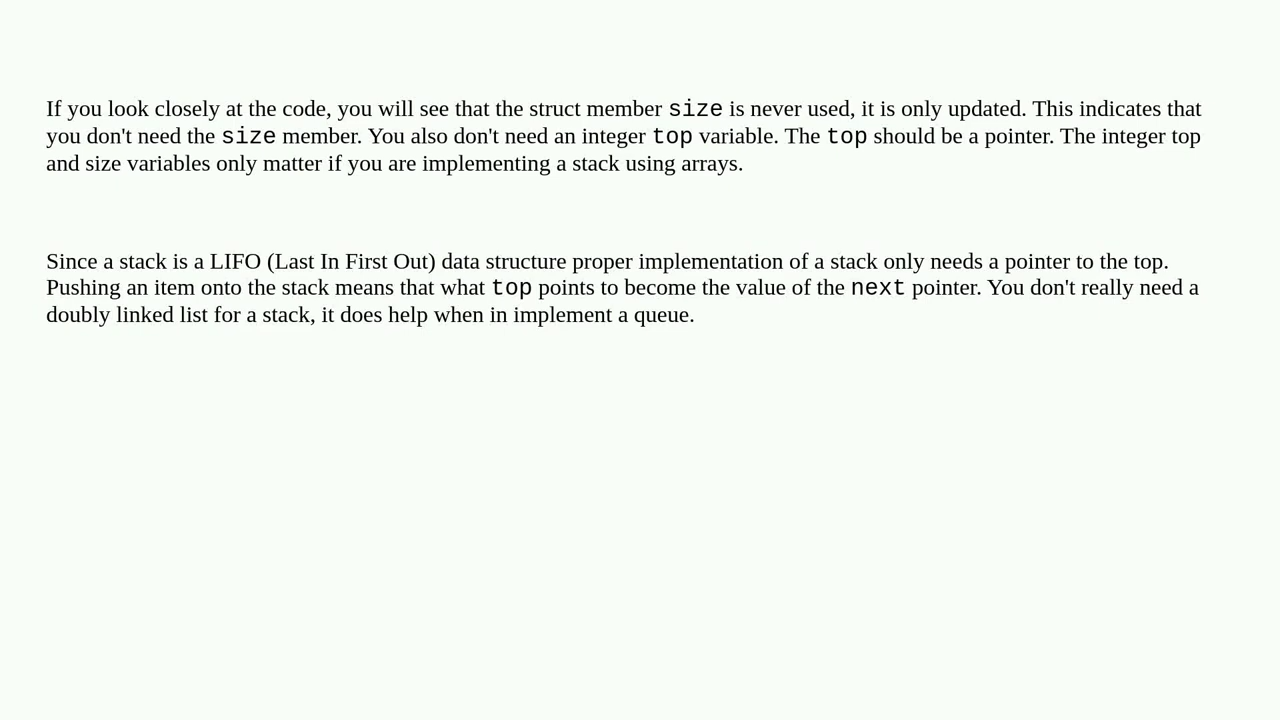 If you look closely at the code, you will see that the struct member size is never used, it is only updated. This indicates that
you don't need the size member. You also don't need an integer top variable. The top should be a pointer. The integer top
and size variables only matter if you are implementing a stack using arrays.
Since a stack is a LIFO (Last In First Out) data structure proper implementation of a stack only needs a pointer to the top.
Pushing an item onto the stack means that what top points to become the value of the next pointer. You don't really need a
doubly linked list for a stack, it does help when in implement a queue.